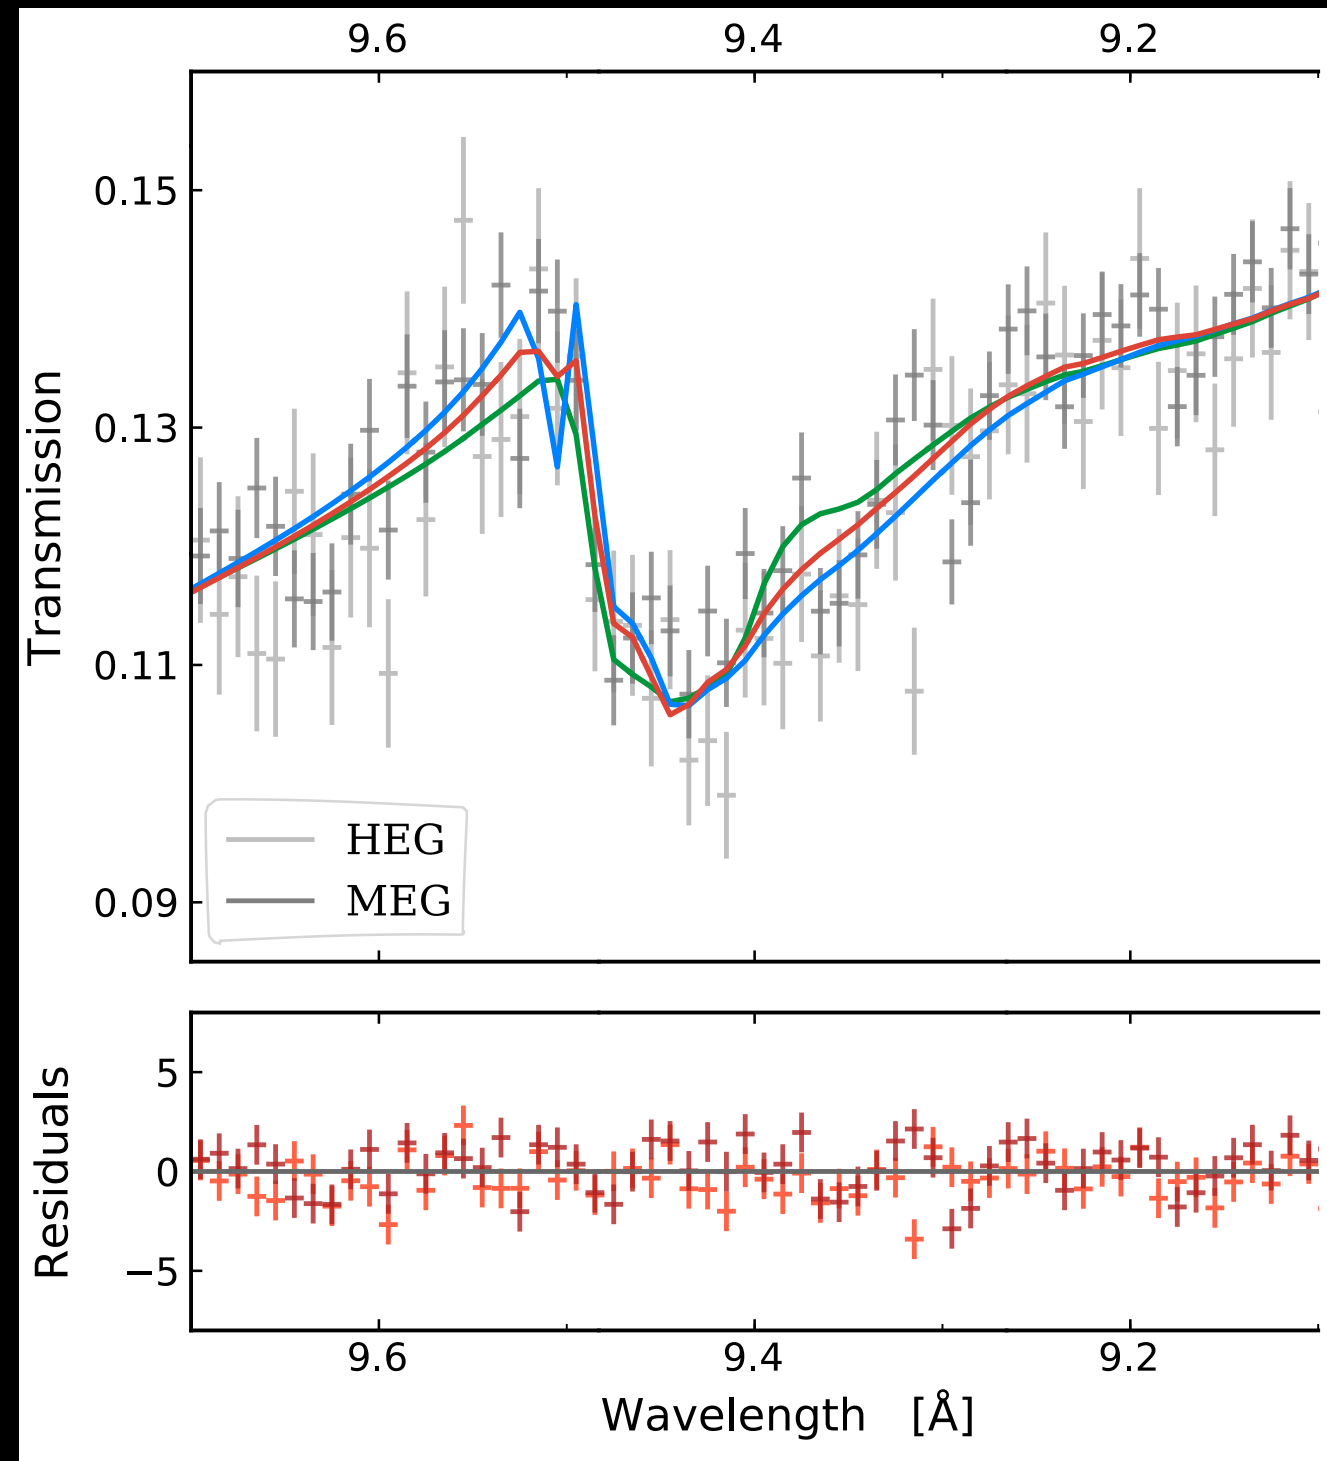 9.6 9.4 9.2
0.15
0.13
0.11
0.09
Transmission
HEG
MEG
5
0
−5
Residuals
9.6 9.4 9.2
Wavelength [Å]